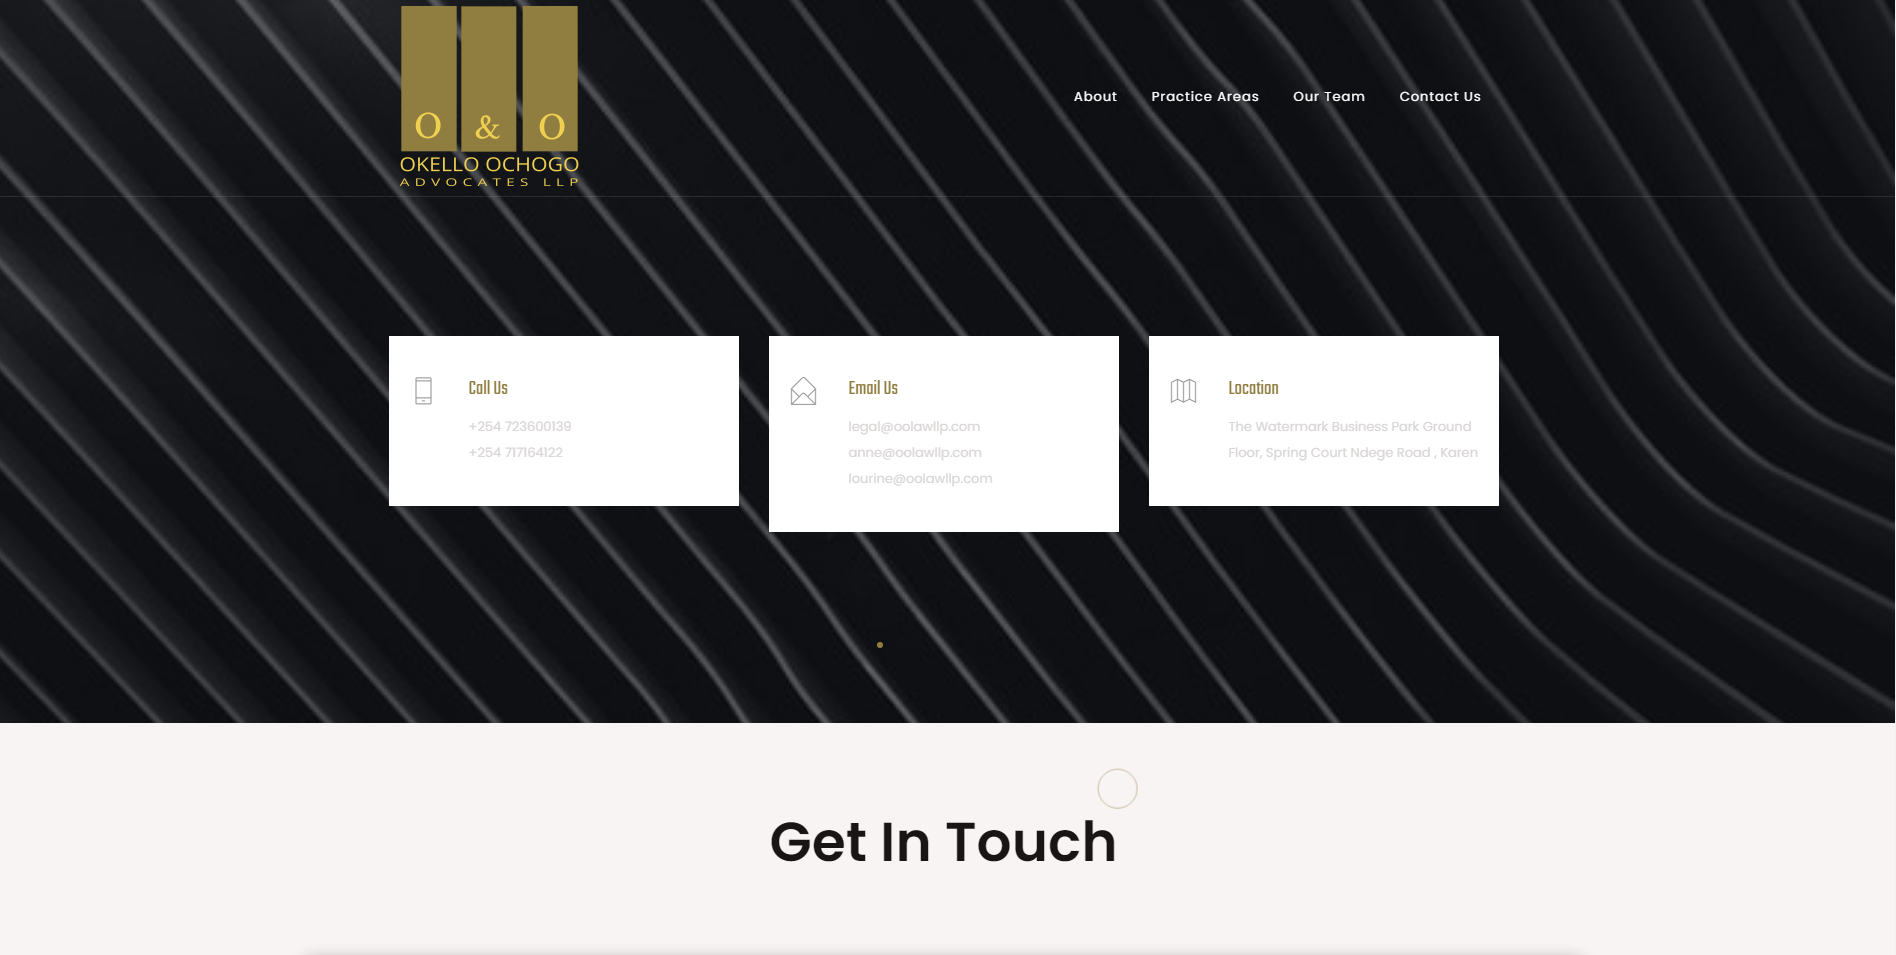 O & O
OKELLO OCHOGO
ADVOCATES LLP
About
Practice Areas
Our Team
Contact Us
Call Us
+254 723600139
+254 717164122
Email Us
legal@oolawllp.com
anne@oolawllp.com
lourine@oolawllp.com
Location
The Watermark Business Park Ground
Floor, Spring Court Ndege Road , Karen
Get In Touch